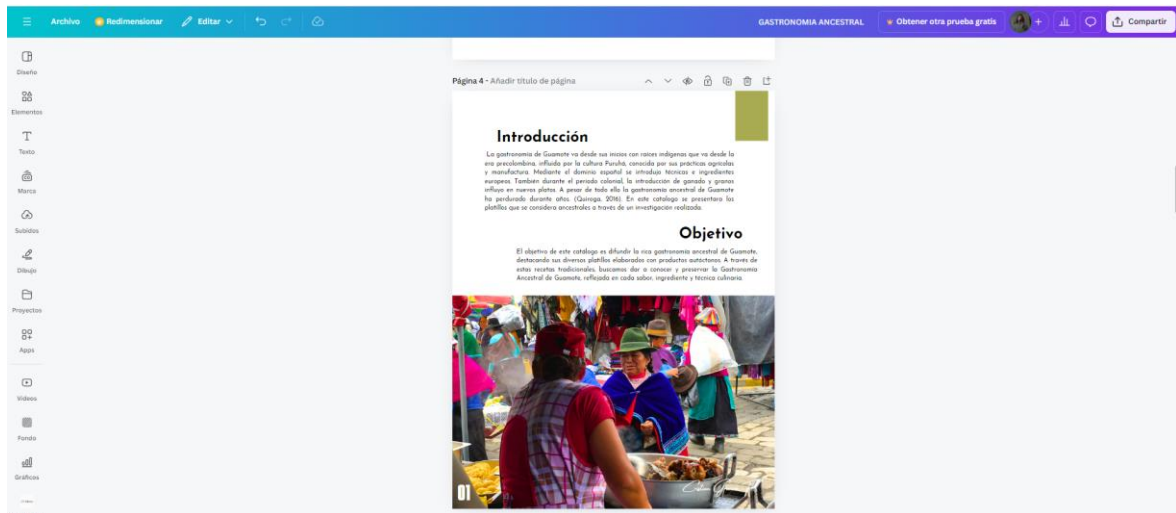 Archivo
Redimensionar
Editar
GASTRONOMIA ANCESTRAL
Obtener otra prueba gratis
Compartir
Diseño
Elementos
Texto
Marca
Subidos
Dibujo
Proyectos
Apps
Videos
Fondo
Gráficos
Página 4 - Añadir título de página
Introducción
La gastronomía de Guamote va desde sus inicios con raíces indígenas que va desde la
era precolombina, influida por la cultura Puruhá, conocida por sus prácticas agrícolas
y manufactura. Mediante el dominio español se introdujo técnicas e ingredientes
europeos. También durante el periodo colonial, la introducción de ganado y granos
influyo en nuevos platos. A pesar de todo ello la gastronomía ancestral de Guamote
ha perdurado durante años. (Quiroga, 2016). En este catalogo se presentara los
platillos que se considera ancestrales a través de un investigación realizada.
Objetivo
El objetivo de este catálogo es difundir la rica gastronomía ancestral de Guamote,
destacando sus diversos platillos elaborados con productos autóctonos. A través de
estas recetas tradicionales, buscamos dar a conocer y preservar la Gastronomía
Ancestral de Guamote, reflejada en cada sabor, ingrediente y técnica culinaria.
01